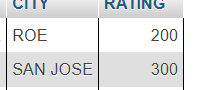 CITY RATING
ROE 200
SAN JOSE 300